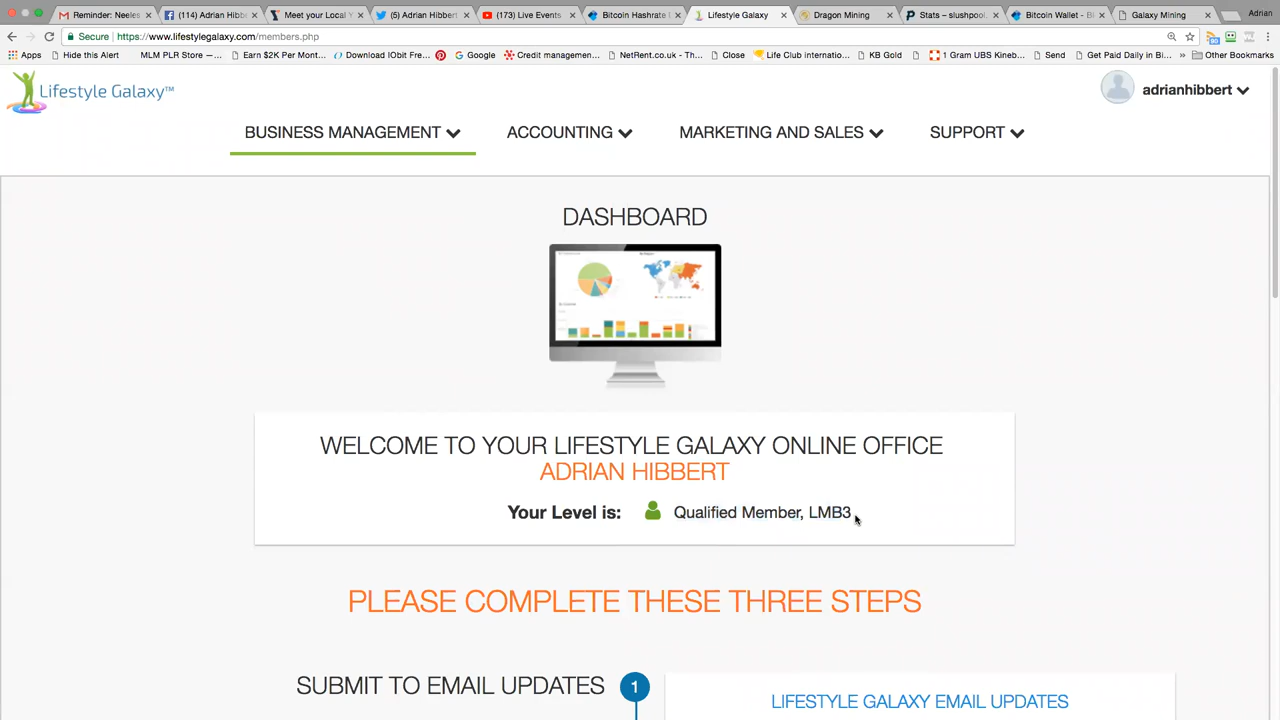 Reminder: Neeles
(114) Adrian Hibb
Meet your Local
(5) Adrian Hibbert
(173) Live Events
Bitcoin Hashrate
Lifestyle Galaxy
Dragon Mining
Stats – slushpool.
Bitcoin Wallet - Bi
Galaxy Mining
Adrian
Secure
https://www.lifestylegalaxy.com/members.php
Apps
Hide this Alert
MLM PLR Store —...
Earn $2K Per Mont...
Download IObit Fre...
Google
Credit managemen...
NetRent.co.uk - Th...
Close
Life Club internatio...
KB Gold
1 Gram UBS Kineb...
Send
Get Paid Daily in Bi...
»
Other Bookmarks
Lifestyle Galaxy™
adrianhibbert
BUSINESS MANAGEMENT
ACCOUNTING
MARKETING AND SALES
SUPPORT
DASHBOARD
WELCOME TO YOUR LIFESTYLE GALAXY ONLINE OFFICE
ADRIAN HIBBERT
Your Level is: Qualified Member, LMB3
PLEASE COMPLETE THESE THREE STEPS
SUBMIT TO EMAIL UPDATES
1
LIFESTYLE GALAXY EMAIL UPDATES